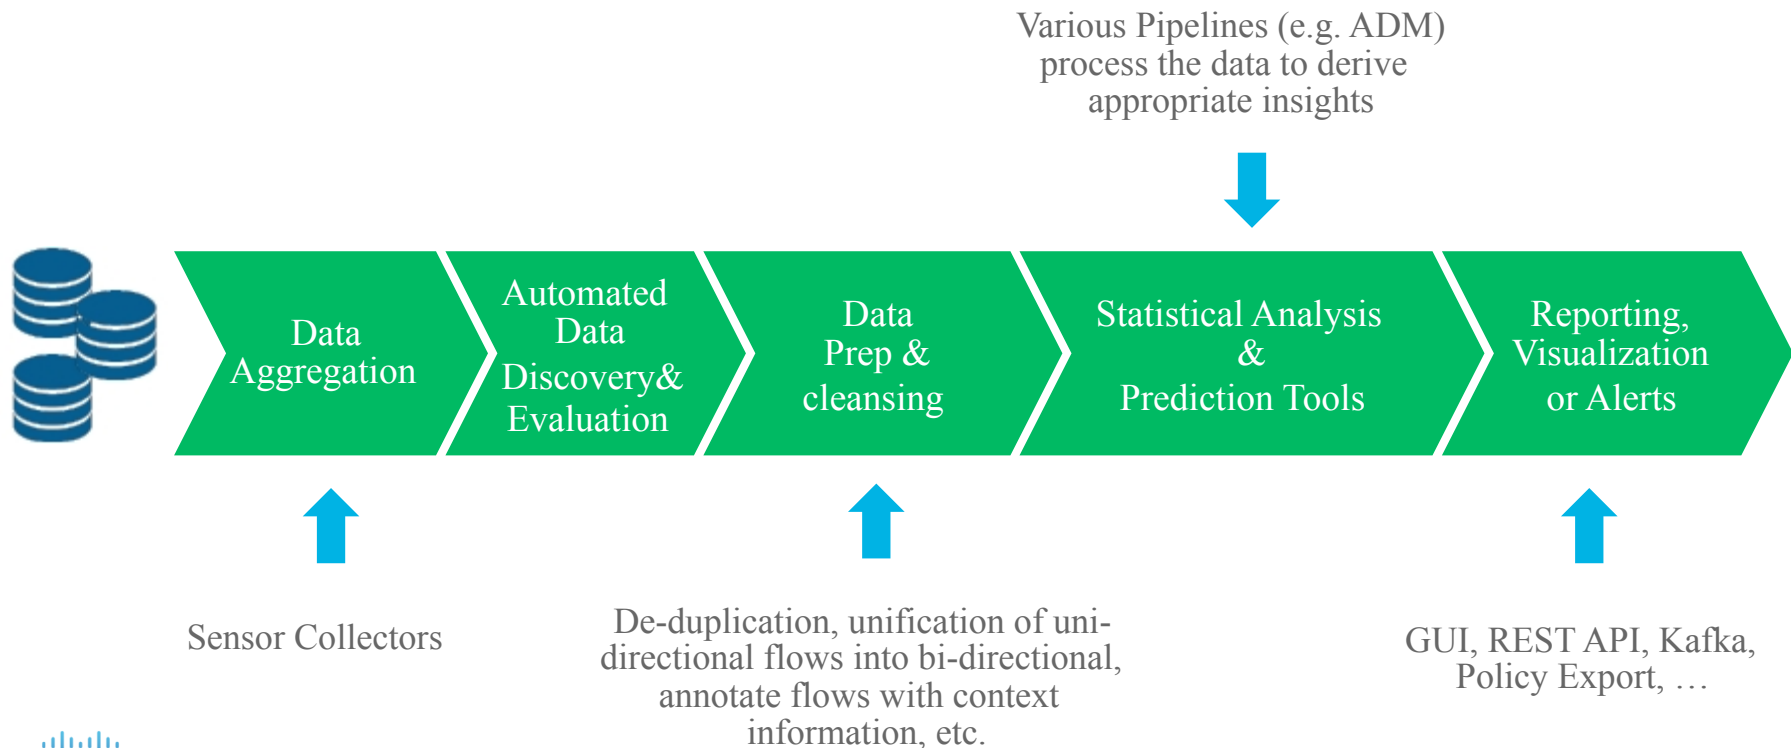 Various Pipelines (e.g. ADM)
process the data to derive
appropriate insights
Data
Aggregation
Automated
Data
Discovery&
Evaluation
Data
Prep &
cleansing
Statistical Analysis
&
Prediction Tools
Reporting,
Visualization
or Alerts
Sensor Collectors
De-duplication, unification of uni-
directional flows into bi-directional,
annotate flows with context
information, etc.
GUI, REST API, Kafka,
Policy Export, …